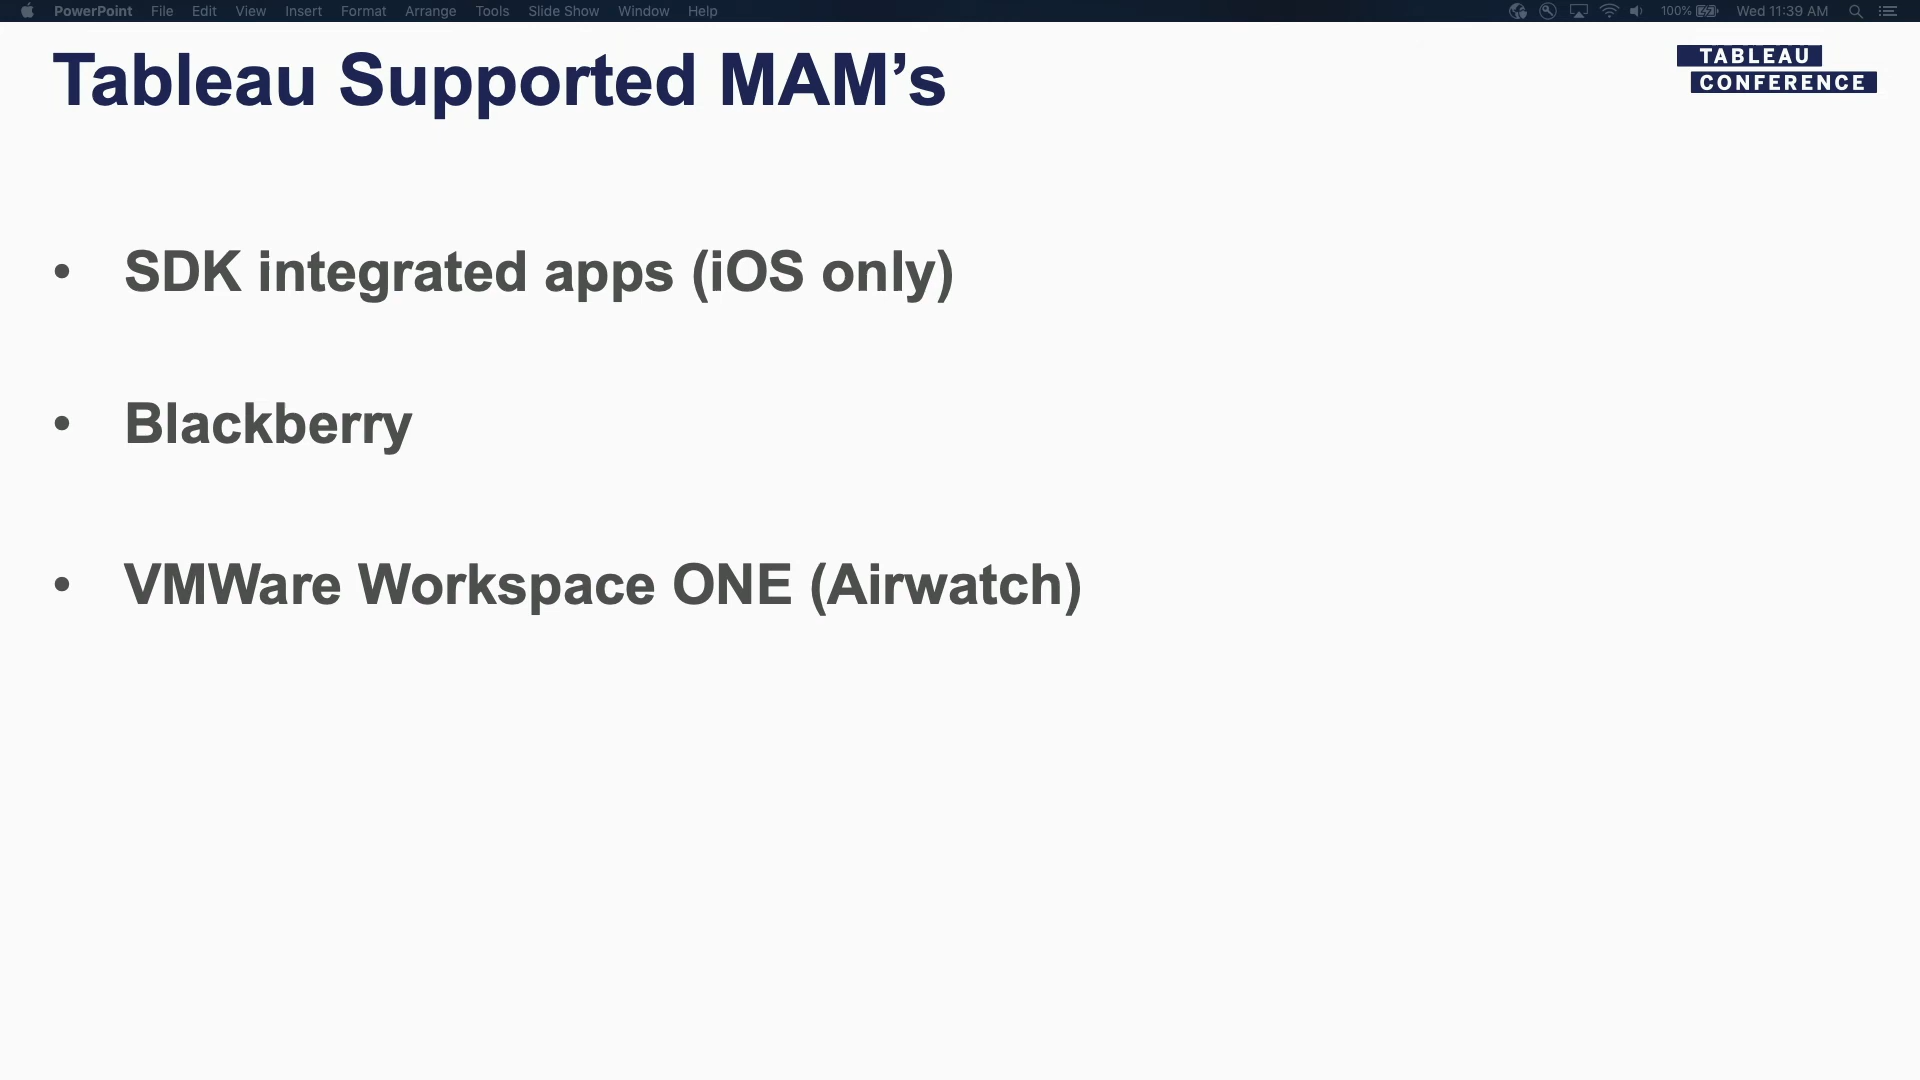 PowerPoint File Edit View Insert Format Arrange Tools Slide Show Window Help 100% Wed 11:39 AM
Tableau Supported MAM’s
TABLEAU
CONFERENCE
• SDK integrated apps (iOS only)
• Blackberry
• VMWare Workspace ONE (Airwatch)